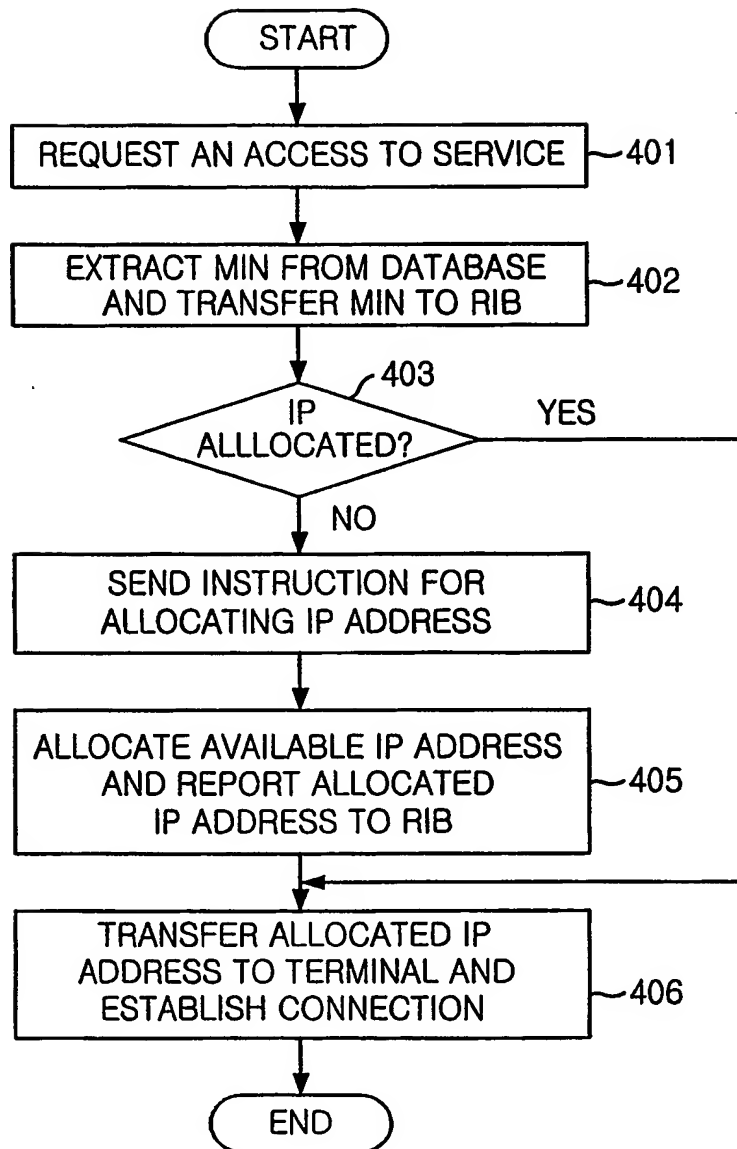 START
REQUEST AN ACCESS TO SERVICE
401
EXTRACT MIN FROM DATABASE
AND TRANSFER MIN TO RIB
402
403
IP
ALLLOCATED?
YES
NO
SEND INSTRUCTION FOR
ALLOCATING IP ADDRESS
404
ALLOCATE AVAILABLE IP ADDRESS
AND REPORT ALLOCATED
IP ADDRESS TO RIB
405
TRANSFER ALLOCATED IP
ADDRESS TO TERMINAL AND
ESTABLISH CONNECTION
406
END